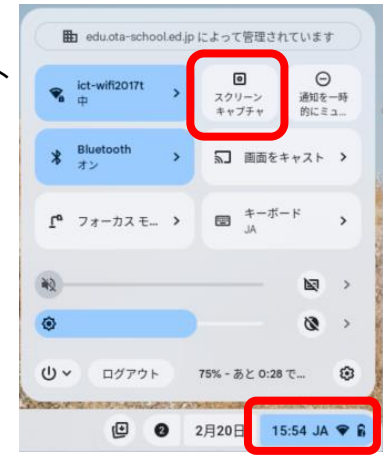 edu.ota-school.ed.jp によって管理されています
ict-wifi2017t
中
スクリーン
キャプチャ
通知を一時
的にミュ...
Bluetooth
オン
画面をキャスト
フォーカス モ...
キーボード
JA
ログアウト
75% - あと 0:28 で...
2
2月20日
15:54 JA